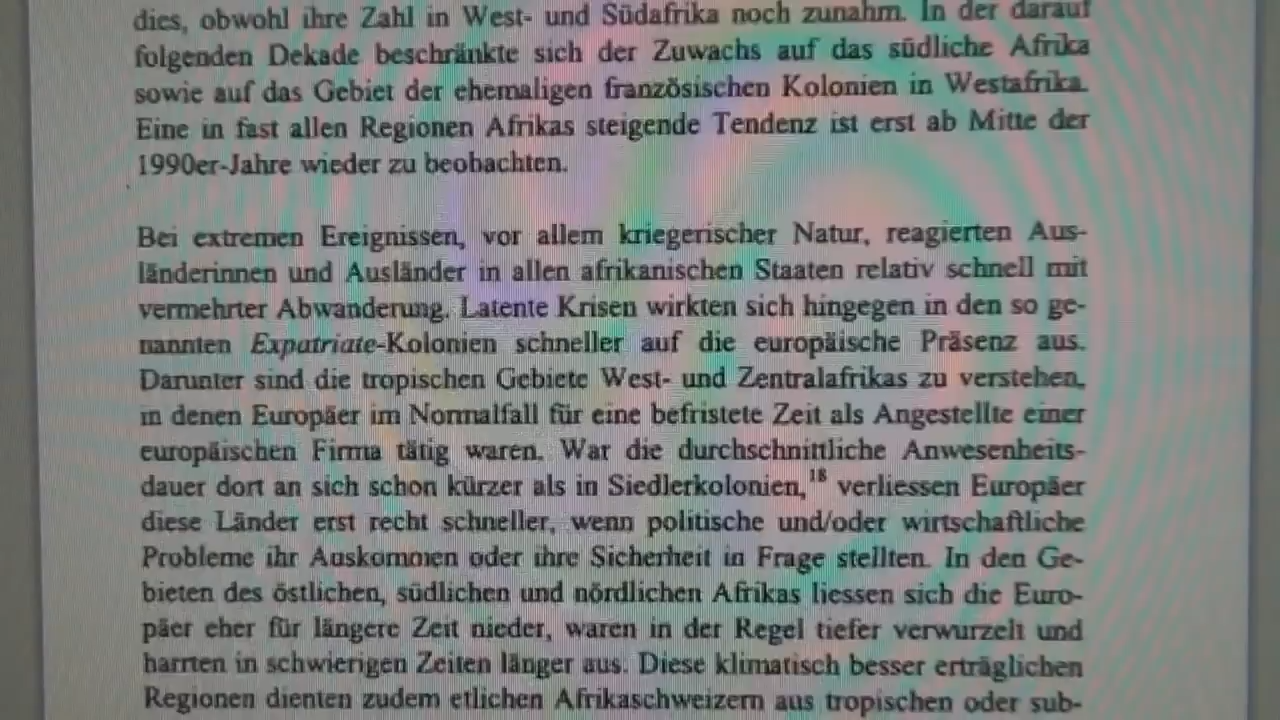 dies, obwohl ihre Zahl in West- und Südafrika noch zunahm. In der darauf
folgenden Dekade beschränkte sich der Zuwachs auf das südliche Afrika
sowie auf das Gebiet der ehemaligen französischen Kolonien in Westafrika.
Eine in fast allen Regionen Afrikas steigende Tendenz ist erst ab Mitte der
1990er-Jahre wieder zu beobachten.
Bei extremen Ereignissen, vor allem kriegerischer Natur, reagierten Aus-
länderinnen und Ausländer in allen afrikanischen Staaten relativ schnell mit
vermehrter Abwanderung. Latente Krisen wirkten sich hingegen in den so ge-
nannten Expatriate-Kolonien schneller auf die europäische Präsenz aus.
Darunter sind die tropischen Gebiete West- und Zentralafrikas zu verstehen,
in denen Europäer im Normalfall für eine befristete Zeit als Angestellte einer
europäischen Firma tätig waren. War die durchschnittliche Anwesenheits-
dauer dort an sich schon kürzer als in Siedlerkolonien,18 verliessen Europäer
diese Länder erst recht schneller, wenn politische und/oder wirtschaftliche
Probleme ihr Auskommen oder ihre Sicherheit in Frage stellten. In den Ge-
bieten des östlichen, südlichen und nördlichen Afrikas liessen sich die Euro-
päer eher für längere Zeit nieder, waren in der Regel tiefer verwurzelt und
harrten in schwierigen Zeiten länger aus. Diese klimatisch besser erträglichen
Regionen dienten zudem etlichen Afrikaschweizern aus tropischen oder sub-